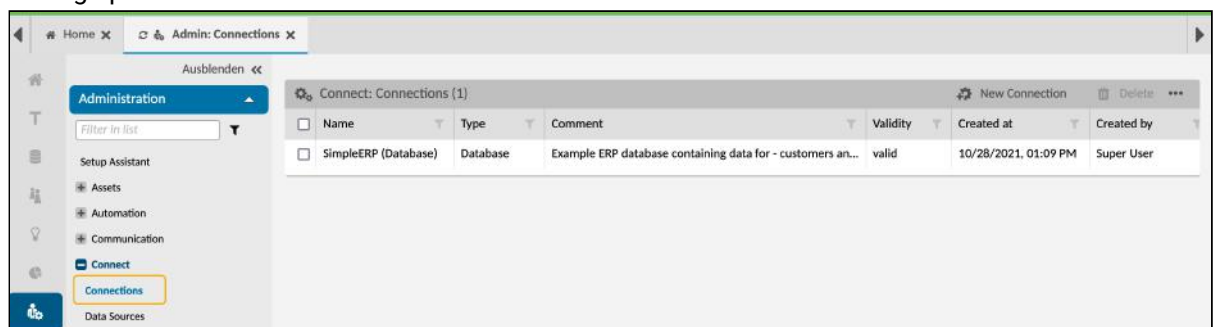 Home
Admin: Connections
Ausblenden
Administration
Filter in list
Setup Assistant
Assets
Automation
Communication
Connect
Connections
Data Sources
Connect: Connections (1)
New Connection
Delete
Name Type Comment Validity Created at Created by
SimpleERP (Database) Database Example ERP database containing data for - customers an... valid 10/28/2021, 01:09 PM Super User